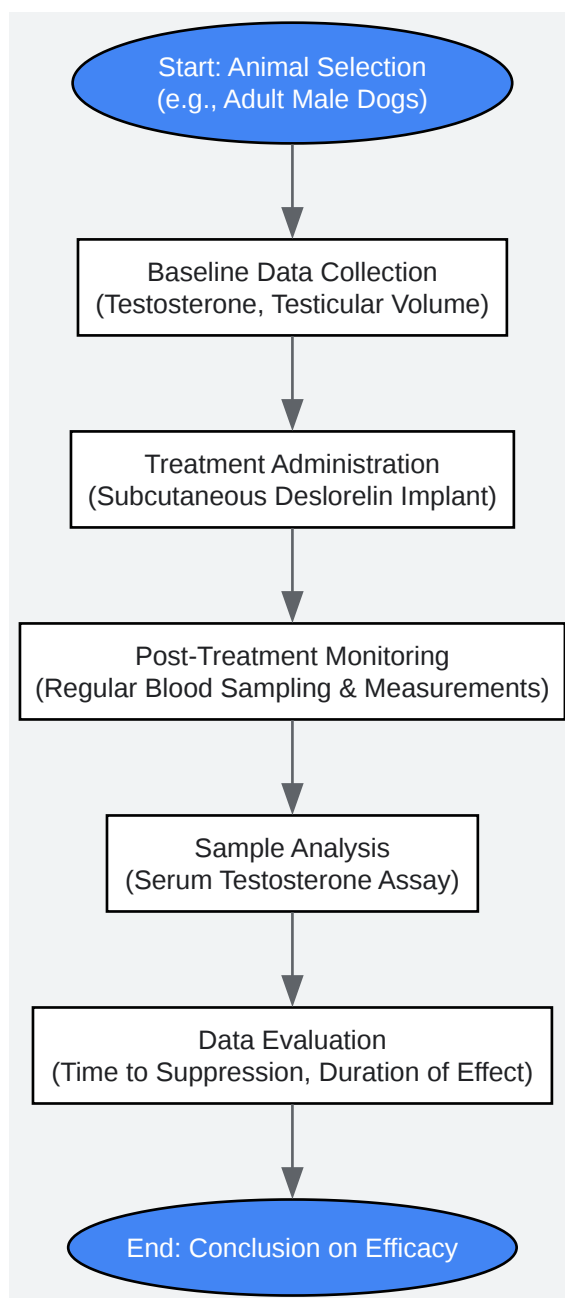 Start: Animal Selection
(e.g., Adult Male Dogs)
Baseline Data Collection
(Testosterone, Testicular Volume)
Treatment Administration
(Subcutaneous Deslorelin Implant)
Post-Treatment Monitoring
(Regular Blood Sampling & Measurements)
Sample Analysis
(Serum Testosterone Assay)
Data Evaluation
(Time to Suppression, Duration of Effect)
End: Conclusion on Efficacy